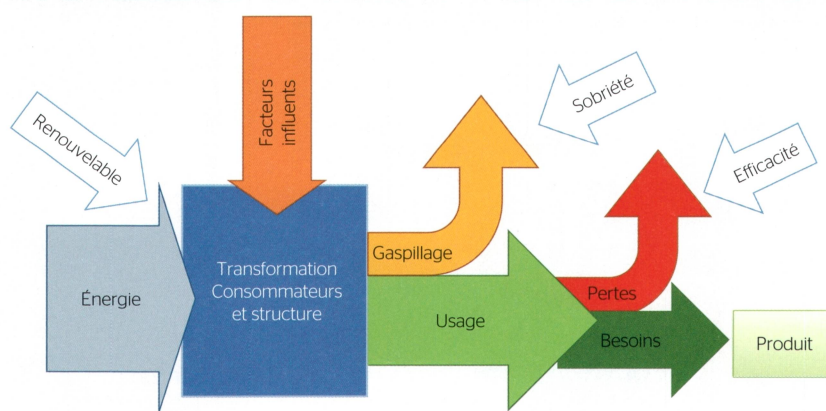 Renouvelable
Facteurs
influents
Sobriété
Efficacité
Énergie
Transformation
Consommateurs
et structure
Gaspillage
Usage
Pertes
Besoins
Produit